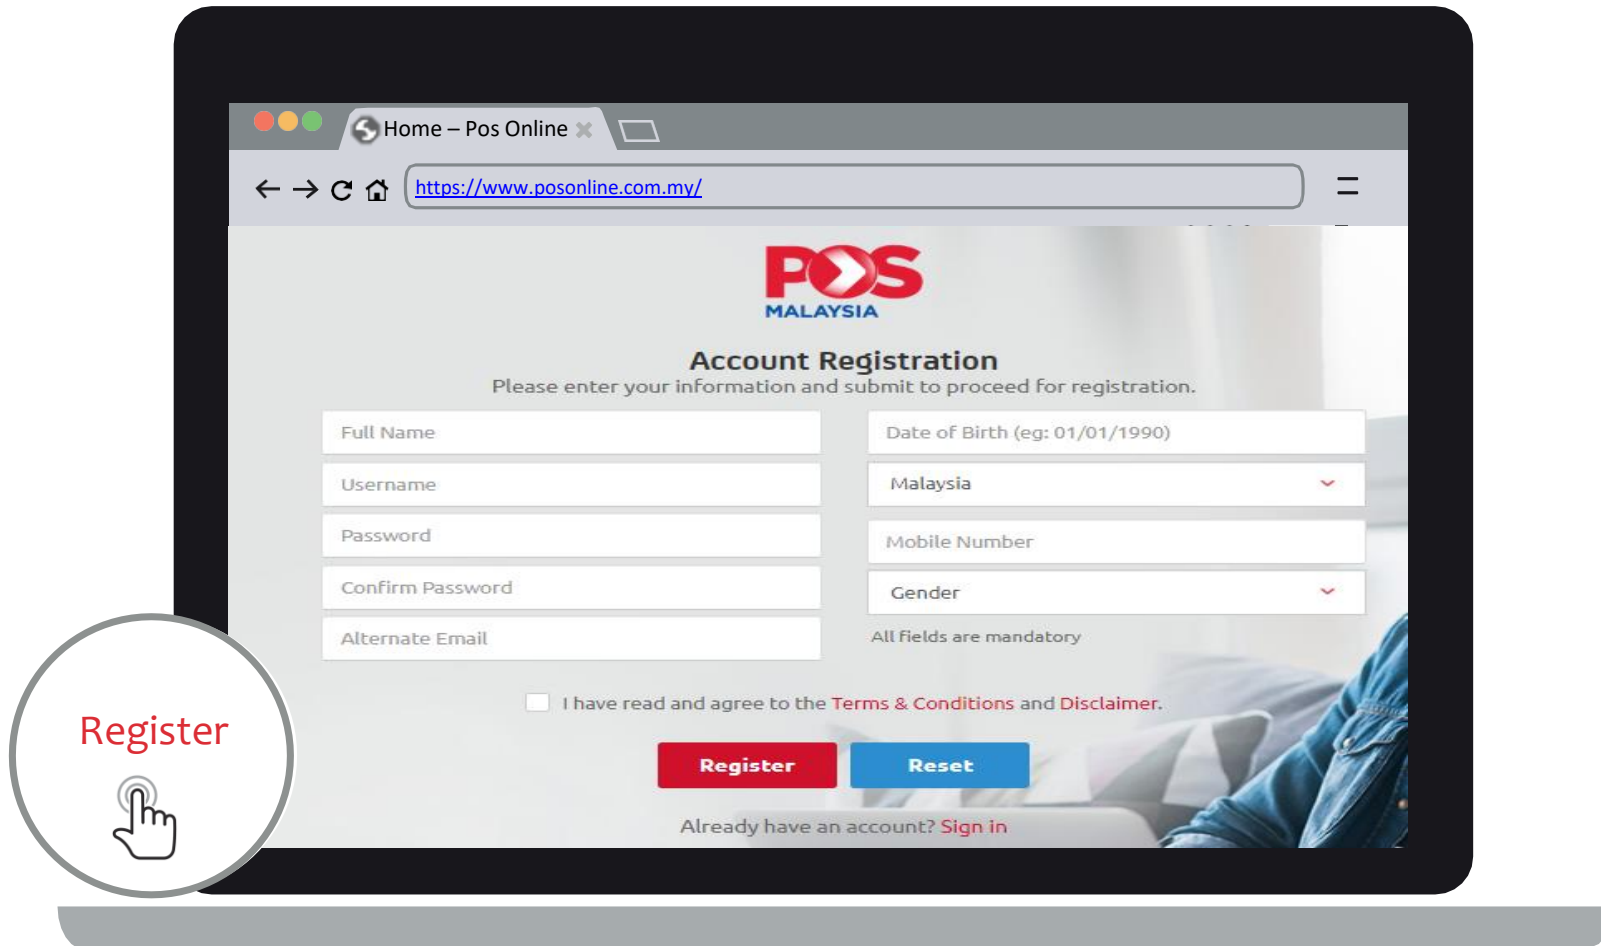 Home – Pos Online
https://www.posonline.com.my/
POS
MALAYSIA
Account Registration
Please enter your information and submit to proceed for registration.
Full Name
Date of Birth (eg: 01/01/1990)
Username
Malaysia
Password
Mobile Number
Confirm Password
Gender
Alternate Email
All fields are mandatory
I have read and agree to the Terms & Conditions and Disclaimer.
Register
Register
Reset
Already have an account? Sign in